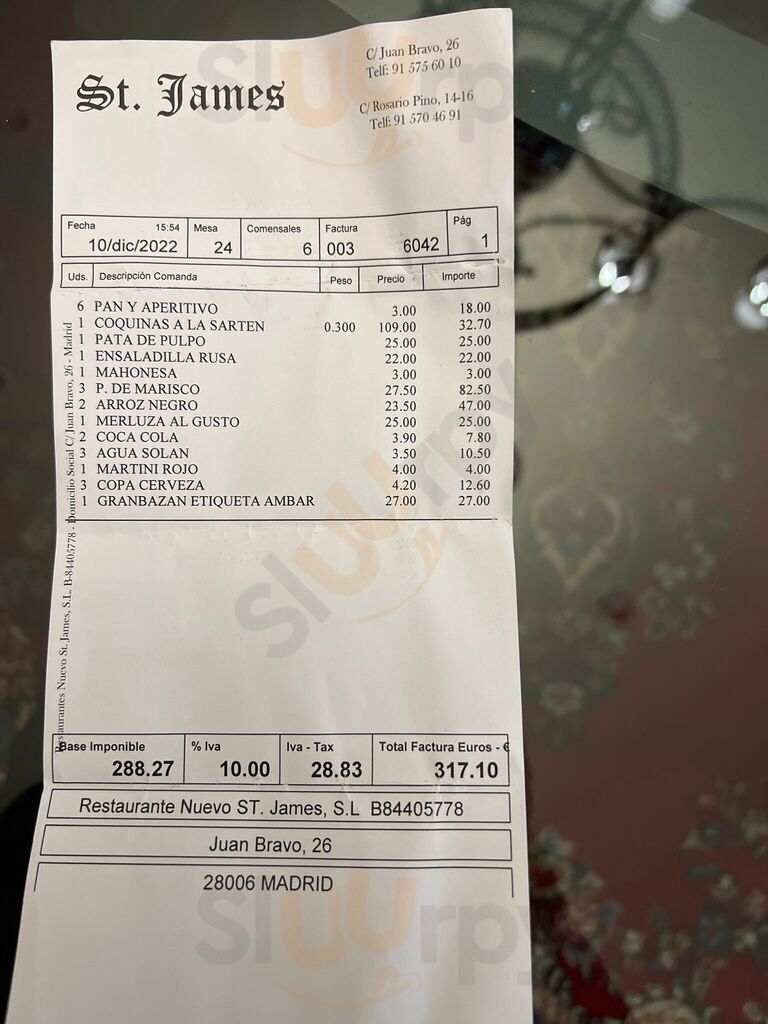 St. James
C/ Juan Bravo, 26
Telf: 91 575 60 10
C/ Rosario Pino, 14-16
Telf: 91 570 46 91
Fecha 15:54 Mesa Comensales Factura Pág
10/dic/2022 24 6 003 6042 1
Uds. Descripción Comanda Peso Precio Importe
6 PAN Y APERITIVO 3.00 18.00
1 COQUINAS A LA SARTEN 0.300 109.00 32.70
1 PATA DE PULPO 25.00 25.00
1 ENSALADILLA RUSA 22.00 22.00
1 MAHONESA 3.00 3.00
3 P. DE MARISCO 27.50 82.50
2 ARROZ NEGRO 23.50 47.00
1 MERLUZA AL GUSTO 25.00 25.00
2 COCA COLA 3.90 7.80
3 AGUA SOLAN 3.50 10.50
1 MARTINI ROJO 4.00 4.00
3 COPA CERVEZA 4.20 12.60
1 GRANBAZAN ETIQUETA AMBAR 27.00 27.00
Restaurantes Nuevo St. James, S.L. B-84405778 - Domicilio Social C/ Juan Bravo, 26 - Madrid
Base Imponible % Iva Iva - Tax Total Factura Euros - €
288.27 10.00 28.83 317.10
Restaurante Nuevo ST. James, S.L B84405778
Juan Bravo, 26
28006 MADRID
slUUrpy
slUUrpy
slUUrpy